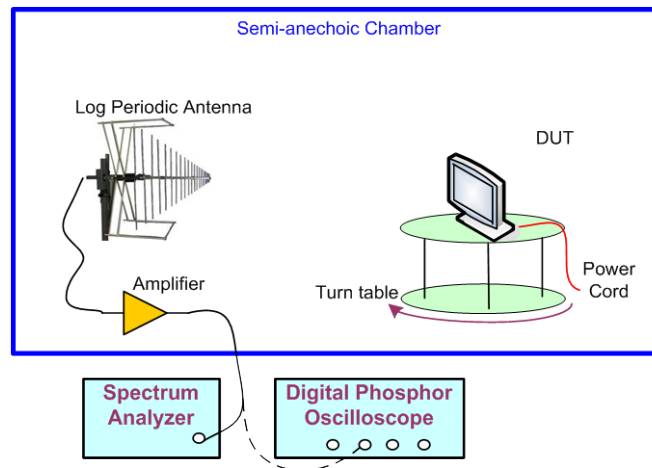 Semi-anechoic Chamber
Log Periodic Antenna
DUT
Amplifier
Turn table
Power
Cord
Spectrum
Analyzer
Digital Phosphor
Oscilloscope